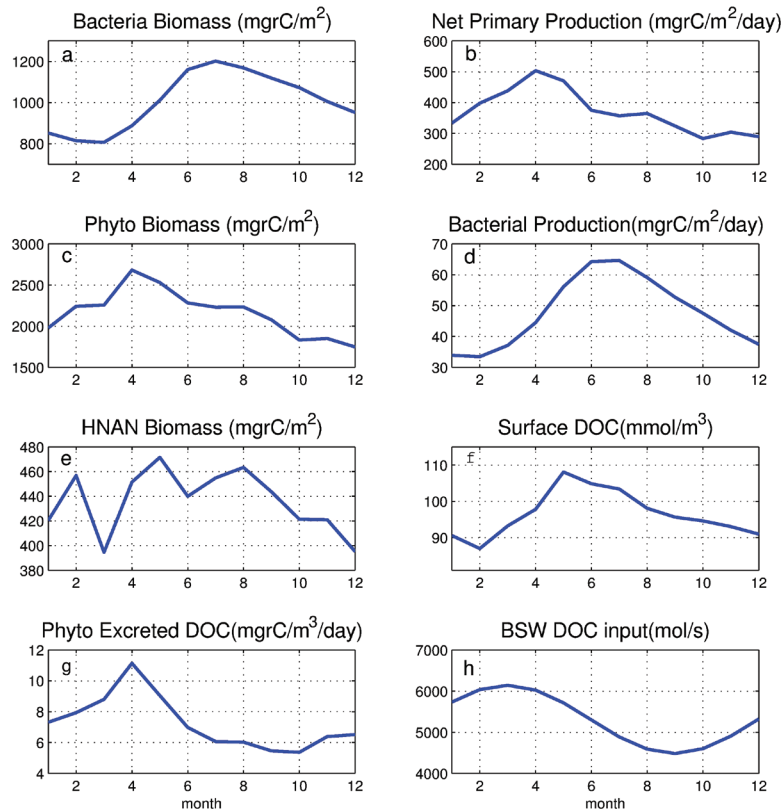 Bacteria Biomass (mgrC/m2)
a
1200
1000
800
2 4 6 8 10 12
Net Primary Production (mgrC/m2/day)
600
b
500
400
300
200
2 4 6 8 10 12
Phyto Biomass (mgrC/m2)
3000
c
2500
2000
1500
2 4 6 8 10 12
Bacterial Production(mgrC/m2/day)
70
d
60
50
40
30
2 4 6 8 10 12
HNAN Biomass (mgrC/m2)
480
e
460
440
420
400
380
2 4 6 8 10 12
Surface DOC(mmol/m3)
f
110
100
90
2 4 6 8 10 12
Phyto Excreted DOC(mgrC/m3/day)
12
g
10
8
6
4
2 4 6 8 10 12
month
BSW DOC input(mol/s)
7000
h
6000
5000
4000
2 4 6 8 10 12
month